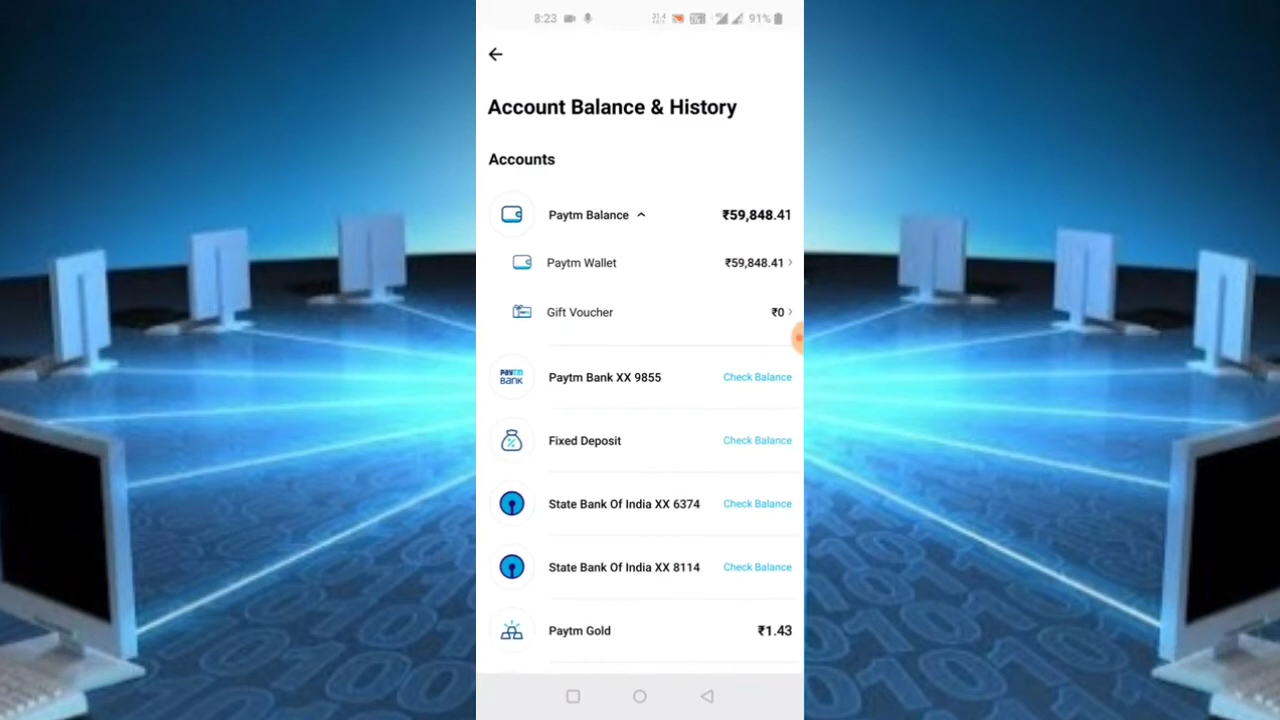 8:23 91%
Account Balance & History
Accounts
Paytm Balance ₹59,848.41
Paytm Wallet ₹59,848.41
Gift Voucher ₹0
paytm BANK Paytm Bank XX 9855 Check Balance
Fixed Deposit Check Balance
State Bank Of India XX 6374 Check Balance
State Bank Of India XX 8114 Check Balance
Paytm Gold ₹1.43